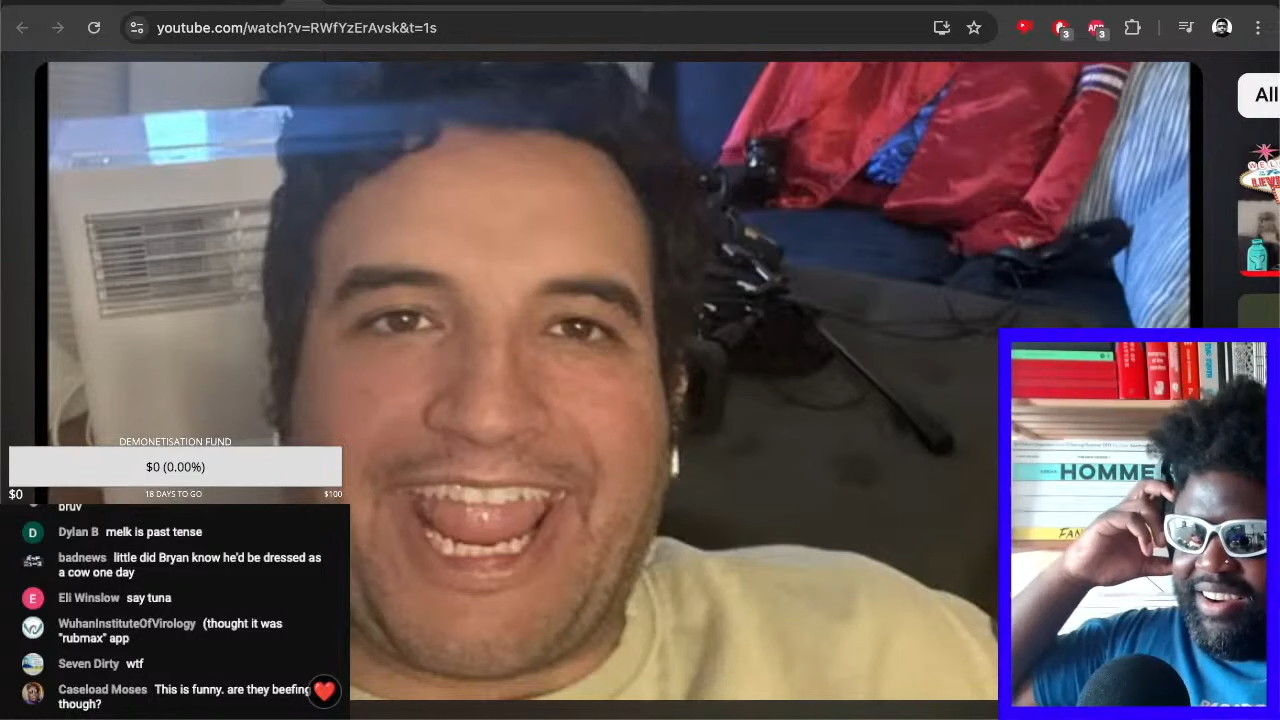 youtube.com/watch?v=RWfYzErAvsk&t=1s
3
3
All
DEMONETISATION FUND
$0 (0.00%)
$0
18 DAYS TO GO
$100
bruv
Dylan B melk is past tense
badnews little did Bryan know he'd be dressed as
a cow one day
Eli Winslow say tuna
WuhanInstituteOfVirology (thought it was
"rubmax" app
Seven Dirty wtf
Caseload Moses This is funny. are they beefing
though?
HOMME